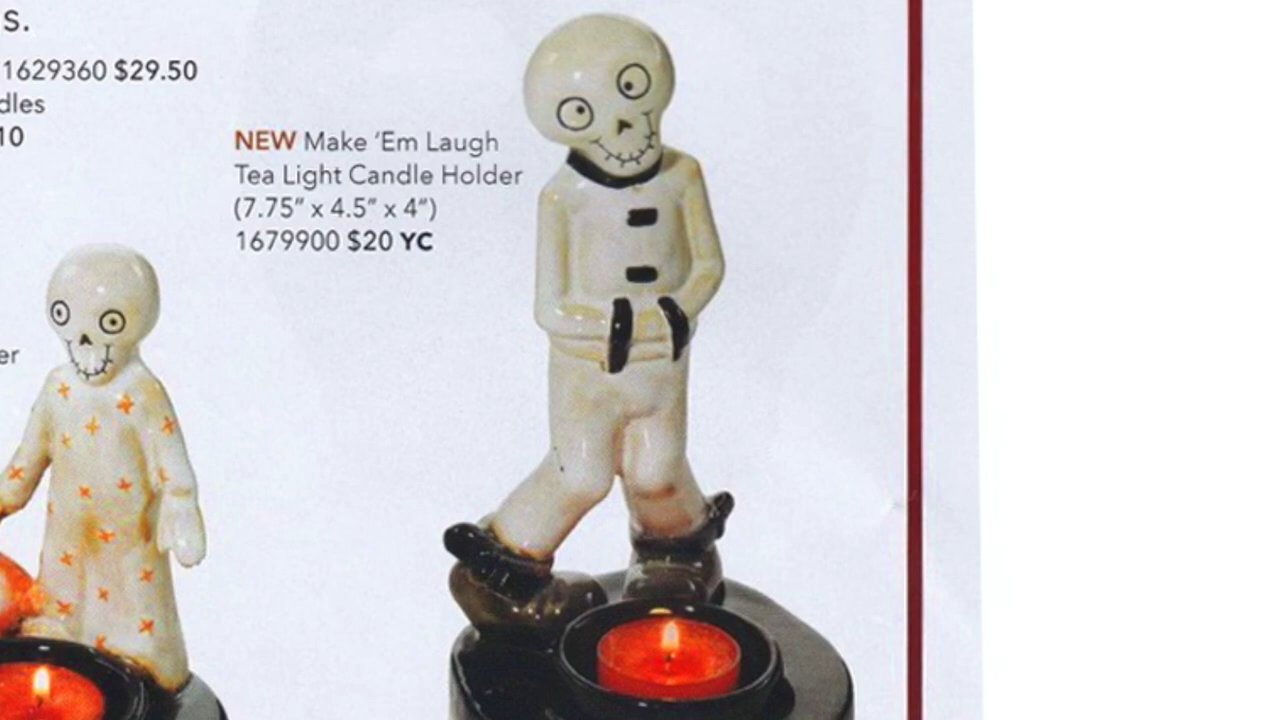 s.
1629360 $29.50
dles
10
NEW Make 'Em Laugh
Tea Light Candle Holder
(7.75" x 4.5" x 4")
1679900 $20 YC
er